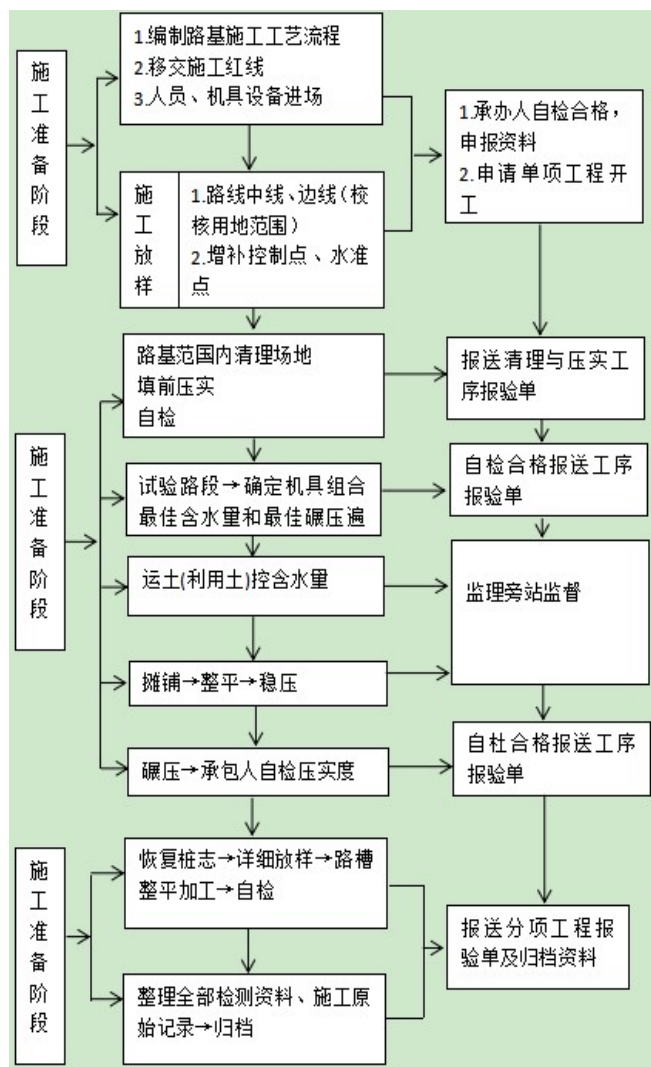 施工准备阶段
1.编制路基施工工艺流程
2.移交施工红线
3.人员、机具设备进场
施工放样
1.路线中线、边线(校
核用地范围)
2.增补控制点、水准
点
1.承办人自检合格,
申报资料
2.申请单项工程开
工
施工准备阶段
路基范国内清理场地
填前压实
自检
报送清理与压实工
序报验单
试验路段→确定机具组合
最佳含水量和最佳碾压遍
自检合格报送工序
报验单
运土(利用土)控含水量
监理旁站监督
摊铺→整平→稳压
碾压→承包人自检压实度
自杜合格报送工序
报验单
施工准备阶段
恢复桩志→详细放样→路槽
整平加工→自检
整理全部检测资料、施工原
始记录→归档
报送分项工程报
验单及归档资料